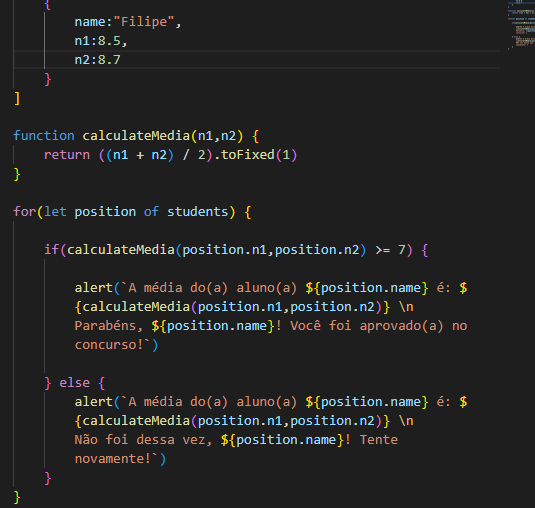 {
name:"Filipe",
n1:8.5,
n2:8.7
}
]
function calculateMedia(n1,n2) {
return ((n1 + n2) / 2).toFixed(1)
}
for(let position of students) {
if(calculateMedia(position.n1,position.n2) >= 7) {
alert(`A média do(a) aluno(a) ${position.name} é: $
{calculateMedia(position.n1,position.n2)} \n
Parabéns, ${position.name}! Você foi aprovado(a) no
concurso!`)
} else {
alert(`A média do(a) aluno(a) ${position.name} é: $
{calculateMedia(position.n1,position.n2)} \n
Não foi dessa vez, ${position.name}! Tente
novamente!`)
}
}